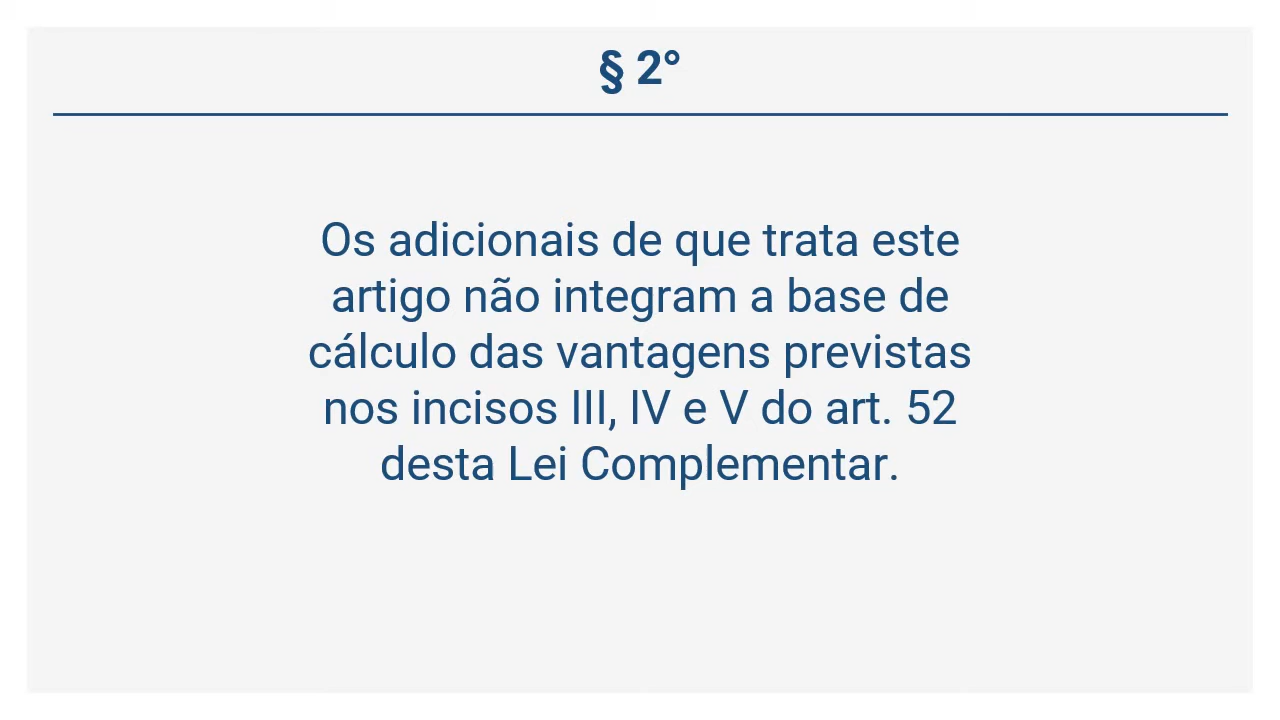 § 2°
Os adicionais de que trata este
artigo não integram a base de
cálculo das vantagens previstas
nos incisos III, IV e V do art. 52
desta Lei Complementar.